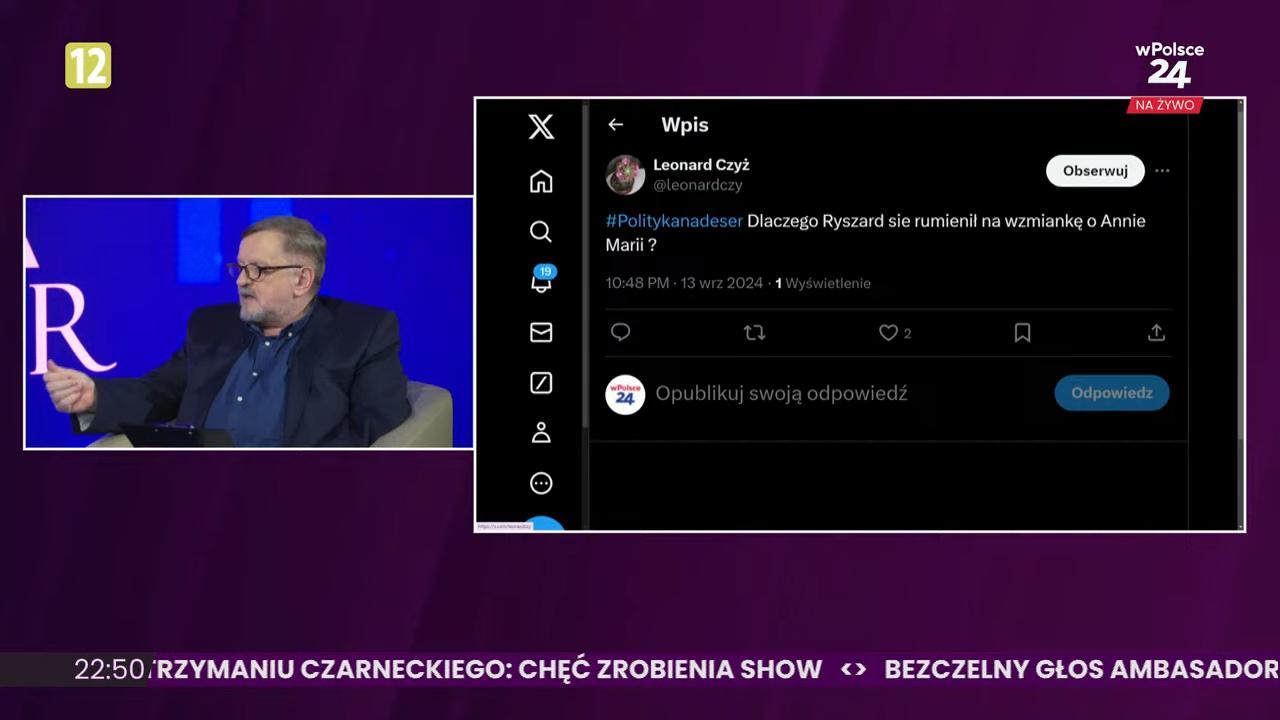 12
wPolsce
24
NA ŻYWO
R
Wpis
Leonard Czyż
@leonardczy
Obserwuj
#Politykanadeser Dlaczego Ryszard sie rumienił na wzmiankę o Annie
Marii ?
10:48 PM · 13 wrz 2024 · 1 Wyświetlenie
19
2
wPolsce
24
Opublikuj swoją odpowiedź
Odpowiedz
22:50 RZYMANIU CZARNECKIEGO: CHĘĆ ZROBIENIA SHOW <> BEZCZELNY GŁOS AMBASADOR